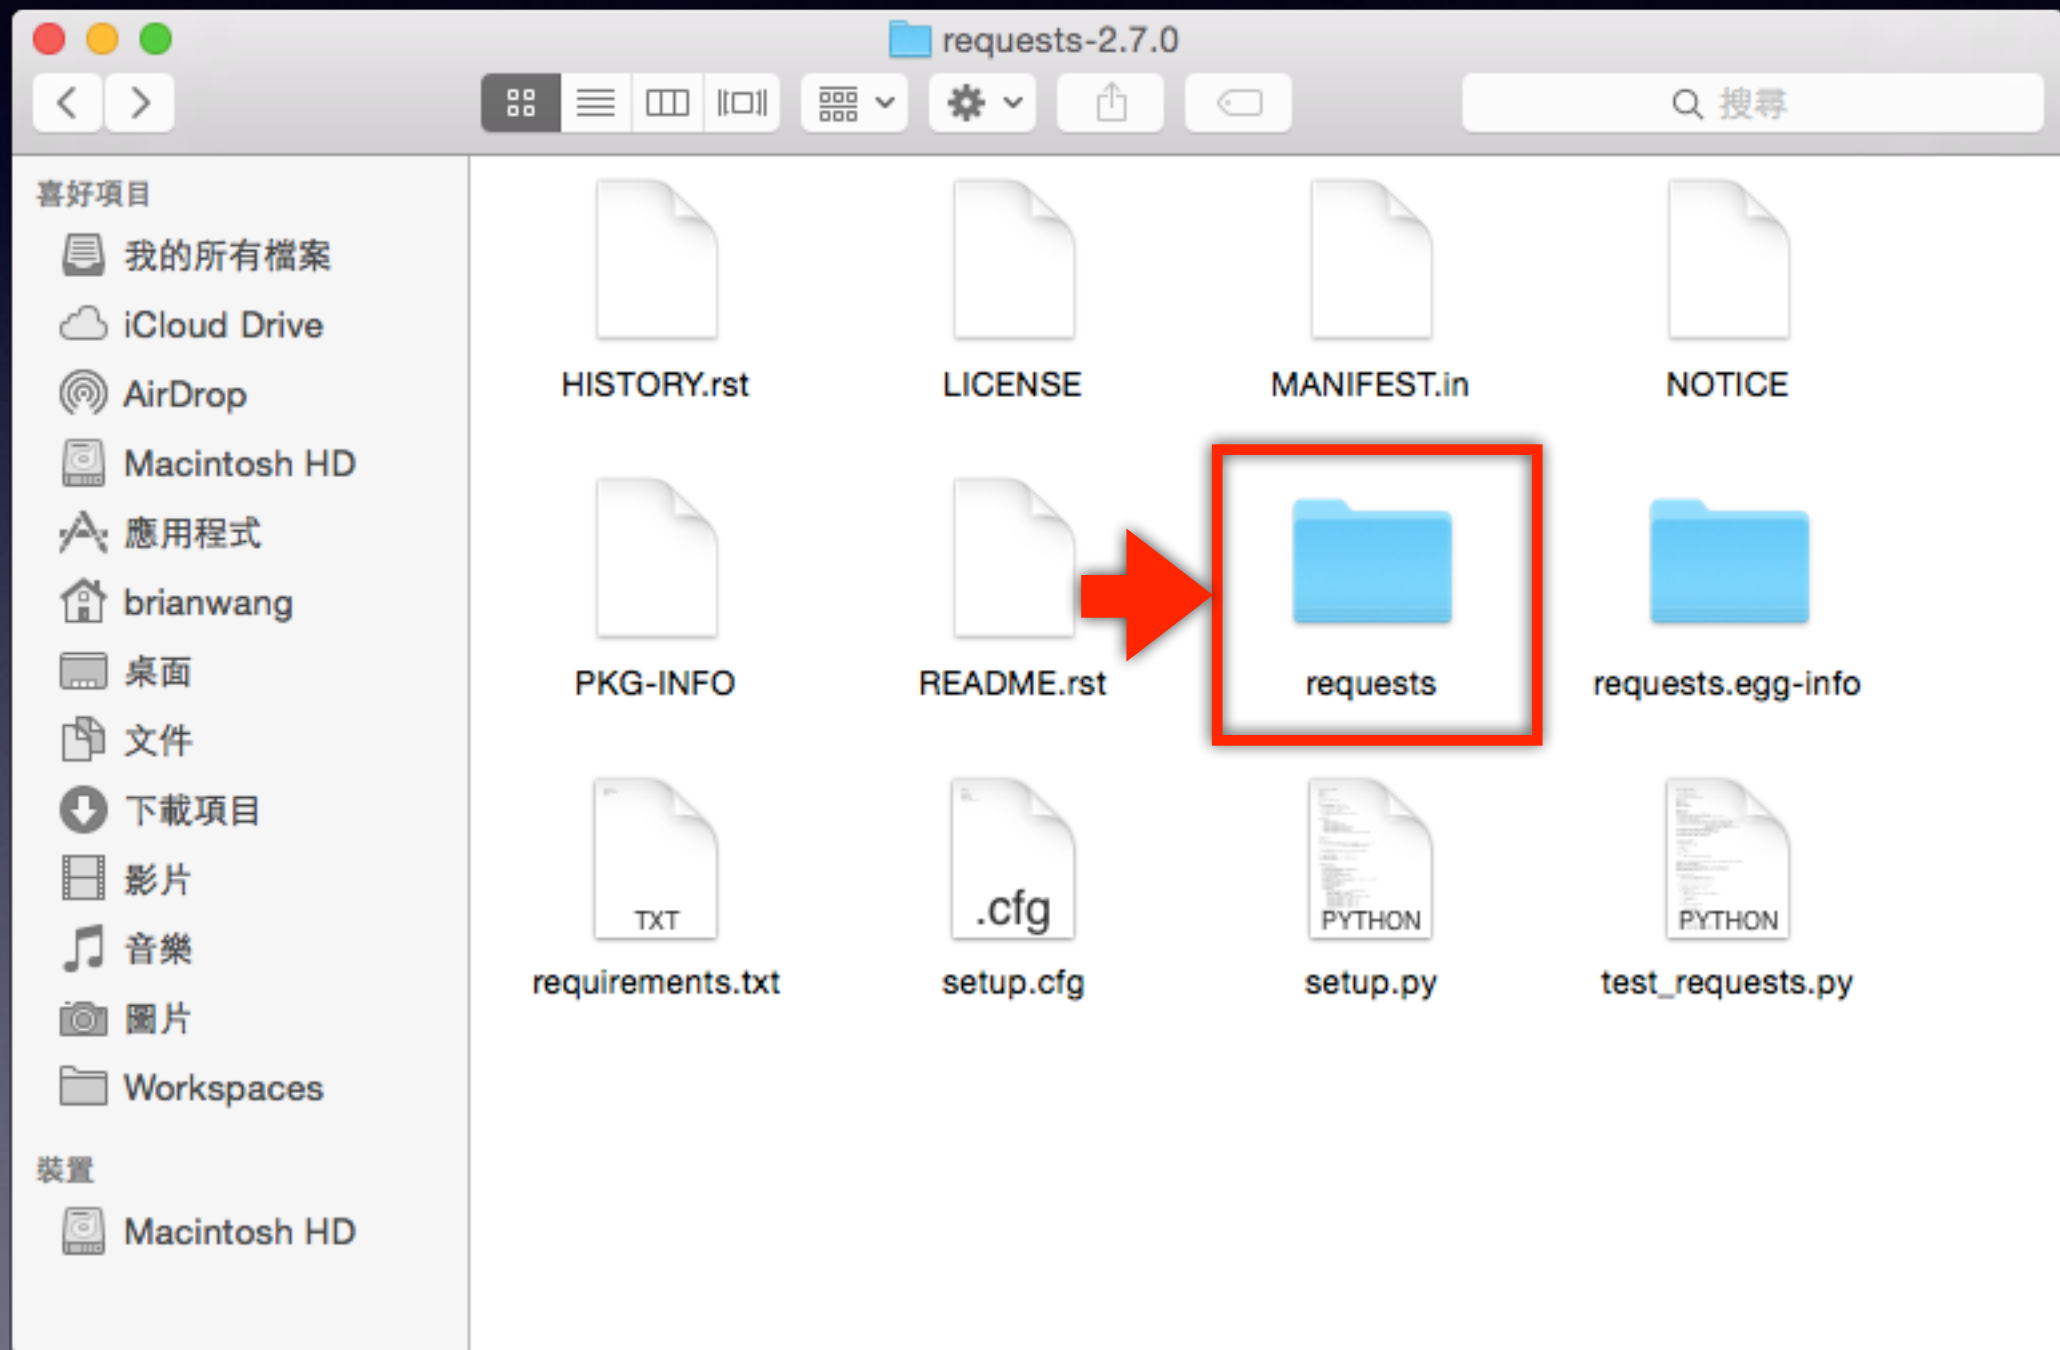 requests-2.7.0
搜尋
喜好項目
我的所有檔案
iCloud Drive
AirDrop
Macintosh HD
應用程式
brianwang
桌面
文件
下載項目
影片
音樂
圖片
Workspaces
裝置
Macintosh HD
HISTORY.rst
LICENSE
MANIFEST.in
NOTICE
PKG-INFO
README.rst
requests
requests.egg-info
TXT
.cfg
PYTHON
PYTHON
requirements.txt
setup.cfg
setup.py
test_requests.py